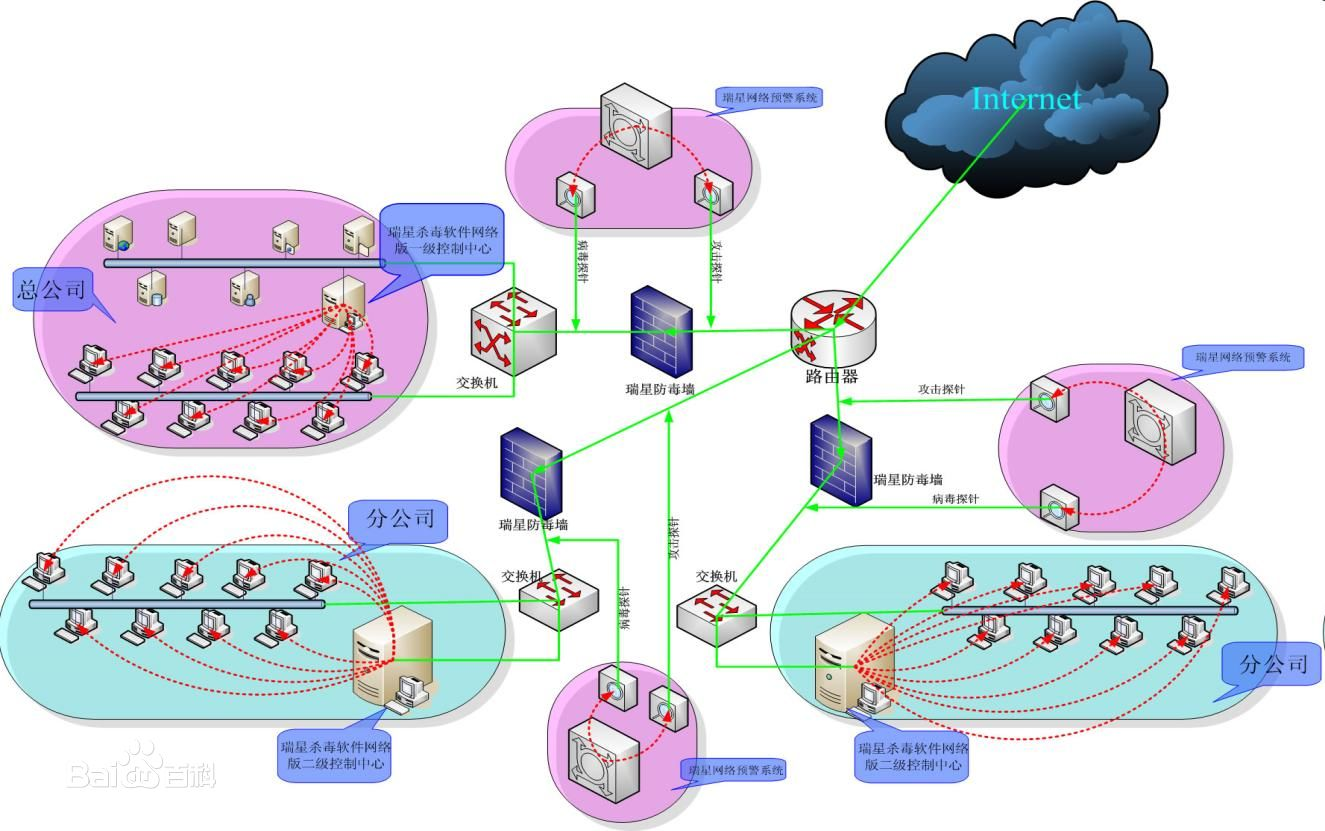 Internet
瑞星网络预警系统
瑞星杀毒软件网络
版一级控制中心
总公司
病毒探针
攻击探针
交换机
瑞星防毒墙
路由器
瑞星网络预警系统
攻击探针
瑞星防毒墙
病毒探针
分公司
瑞星防毒墙
攻击探针
交换机
病毒探针
交换机
分公司
瑞星杀毒软件网络
版二级控制中心
瑞星杀毒软件网络
版二级控制中心
瑞星网络预警系统
Baidu百科